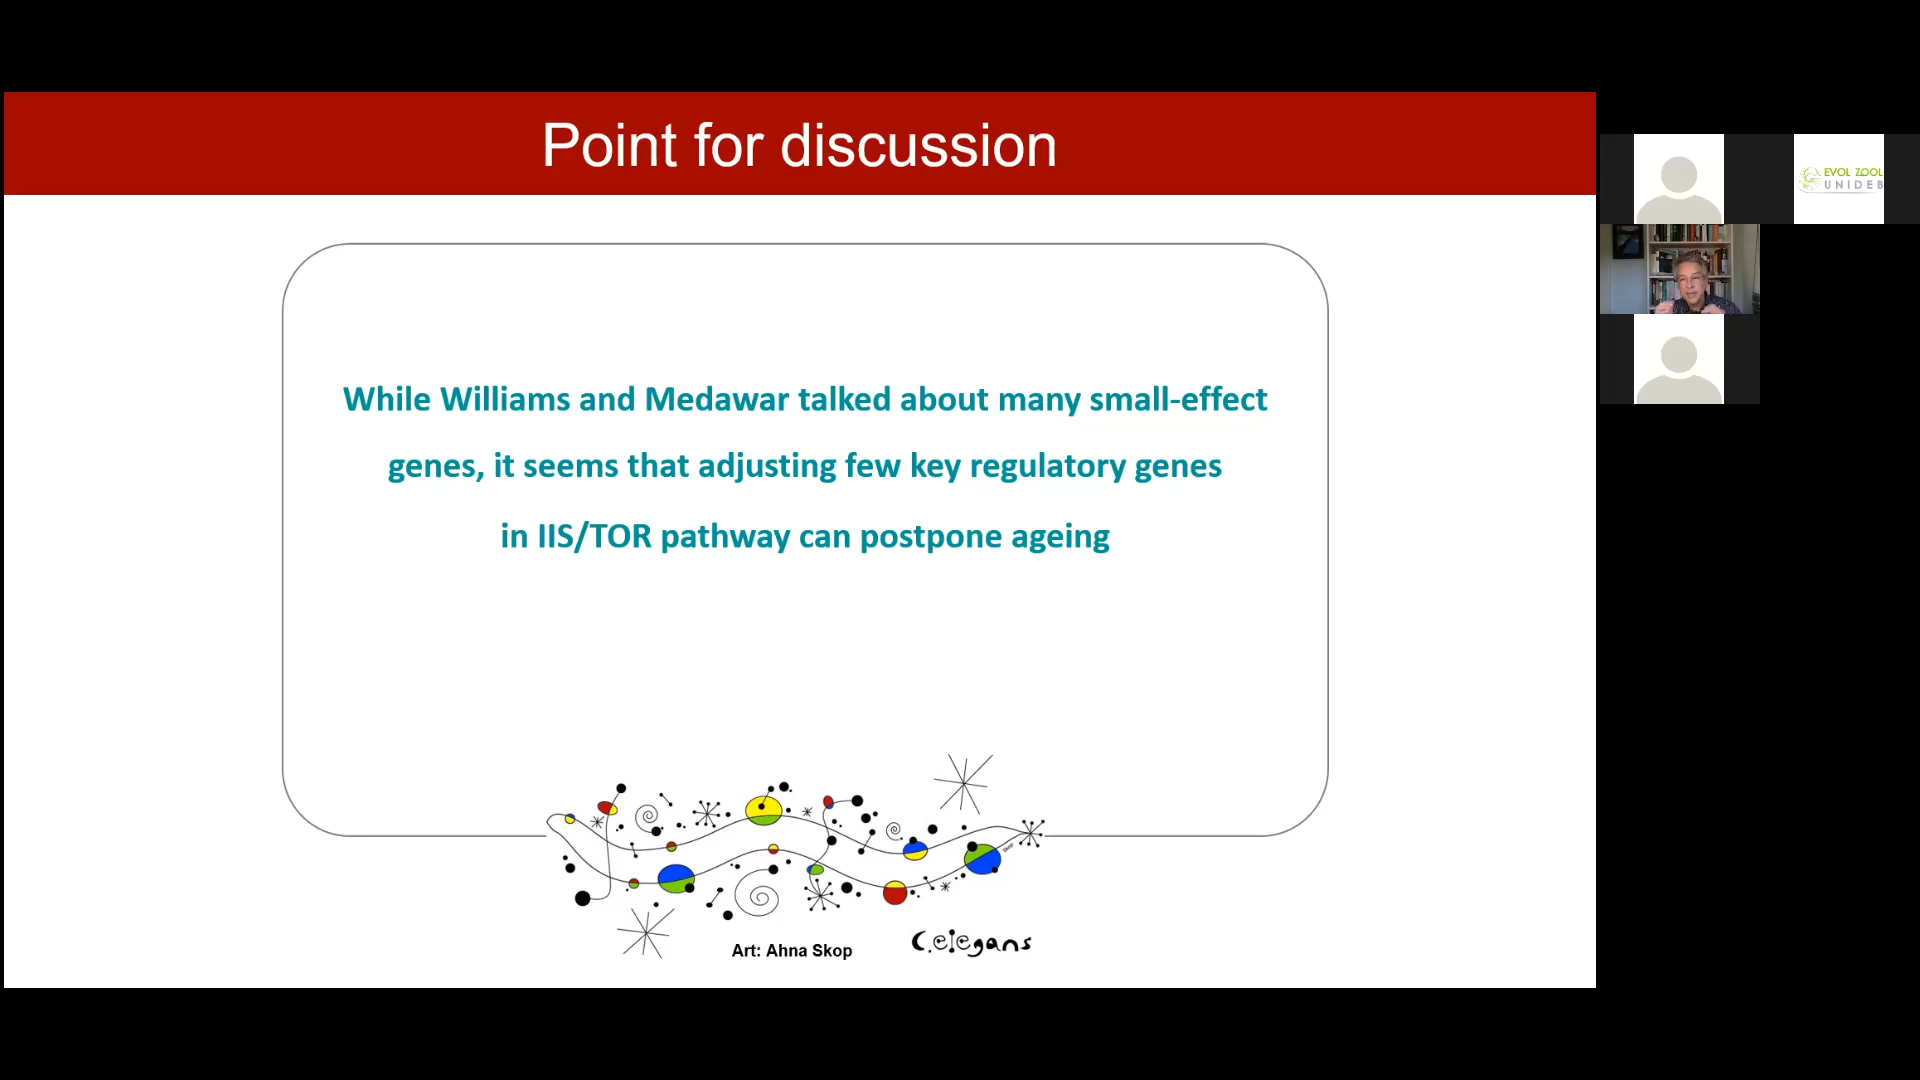 Point for discussion
While Williams and Medawar talked about many small-effect
genes, it seems that adjusting few key regulatory genes
in IIS/TOR pathway can postpone ageing
Art: Ahna Skop
C.elegans
Skop
EVOL ZOOL
UNIDEB